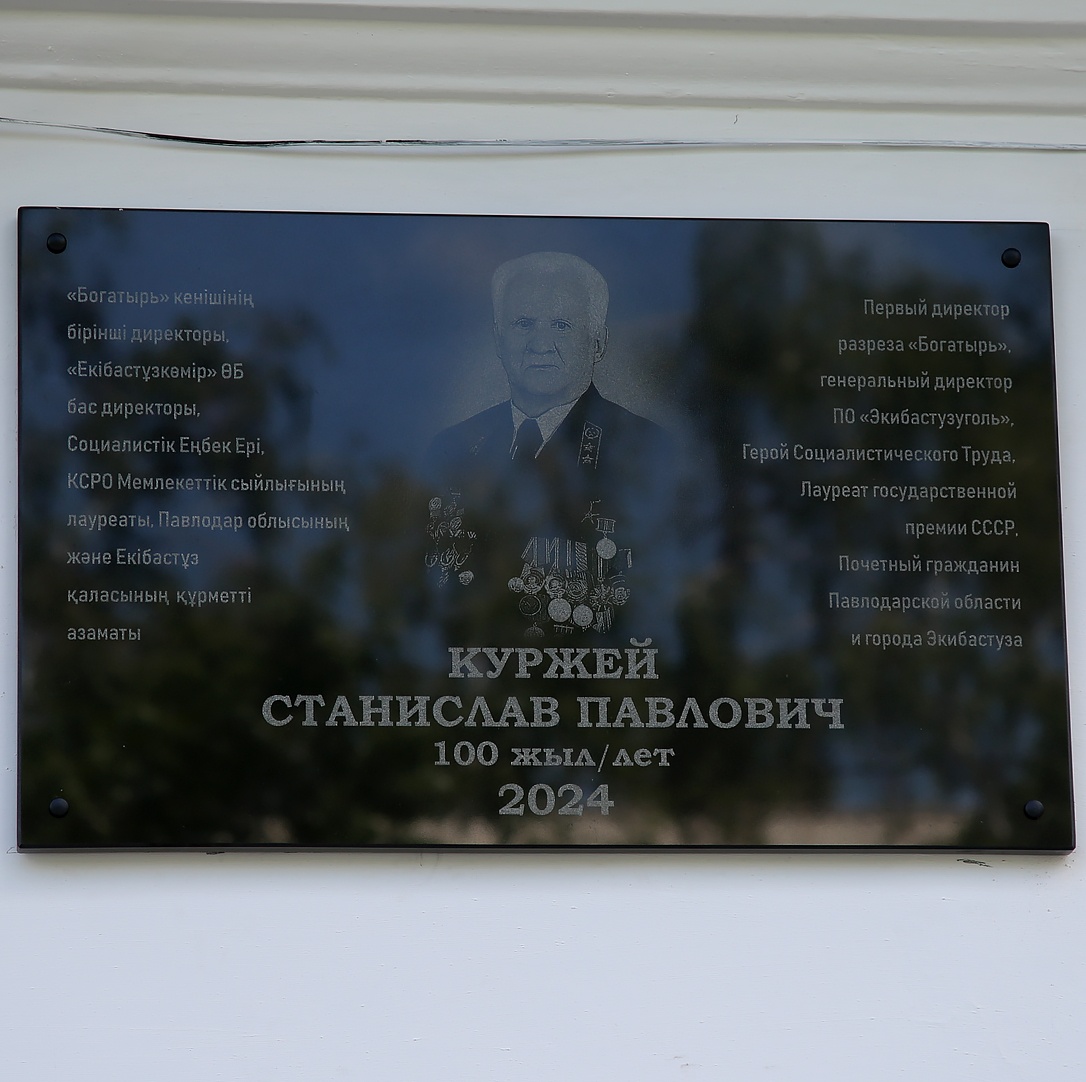 «Богатырь» кенішінің
бірінші директоры,
«Екібастұзкөмір» ӨБ
бас директоры,
Социалистік Еңбек Ері,
КСРО Мемлекеттік сыйлығының
лауреаты, Павлодар облысының
және Екібастұз
қаласының құрметті
азаматы
Первый директор
разреза «Богатырь»,
генеральный директор
ПО «Экибастузуголь»,
Герой Социалистического Труда,
Лауреат государственной
премии СССР,
Почетный гражданин
Павлодарской области
и города Экибастуза
КУРЖЕЙ
СТАНИСЛАВ ПАВЛОВИЧ
100 жыл/лет
2024